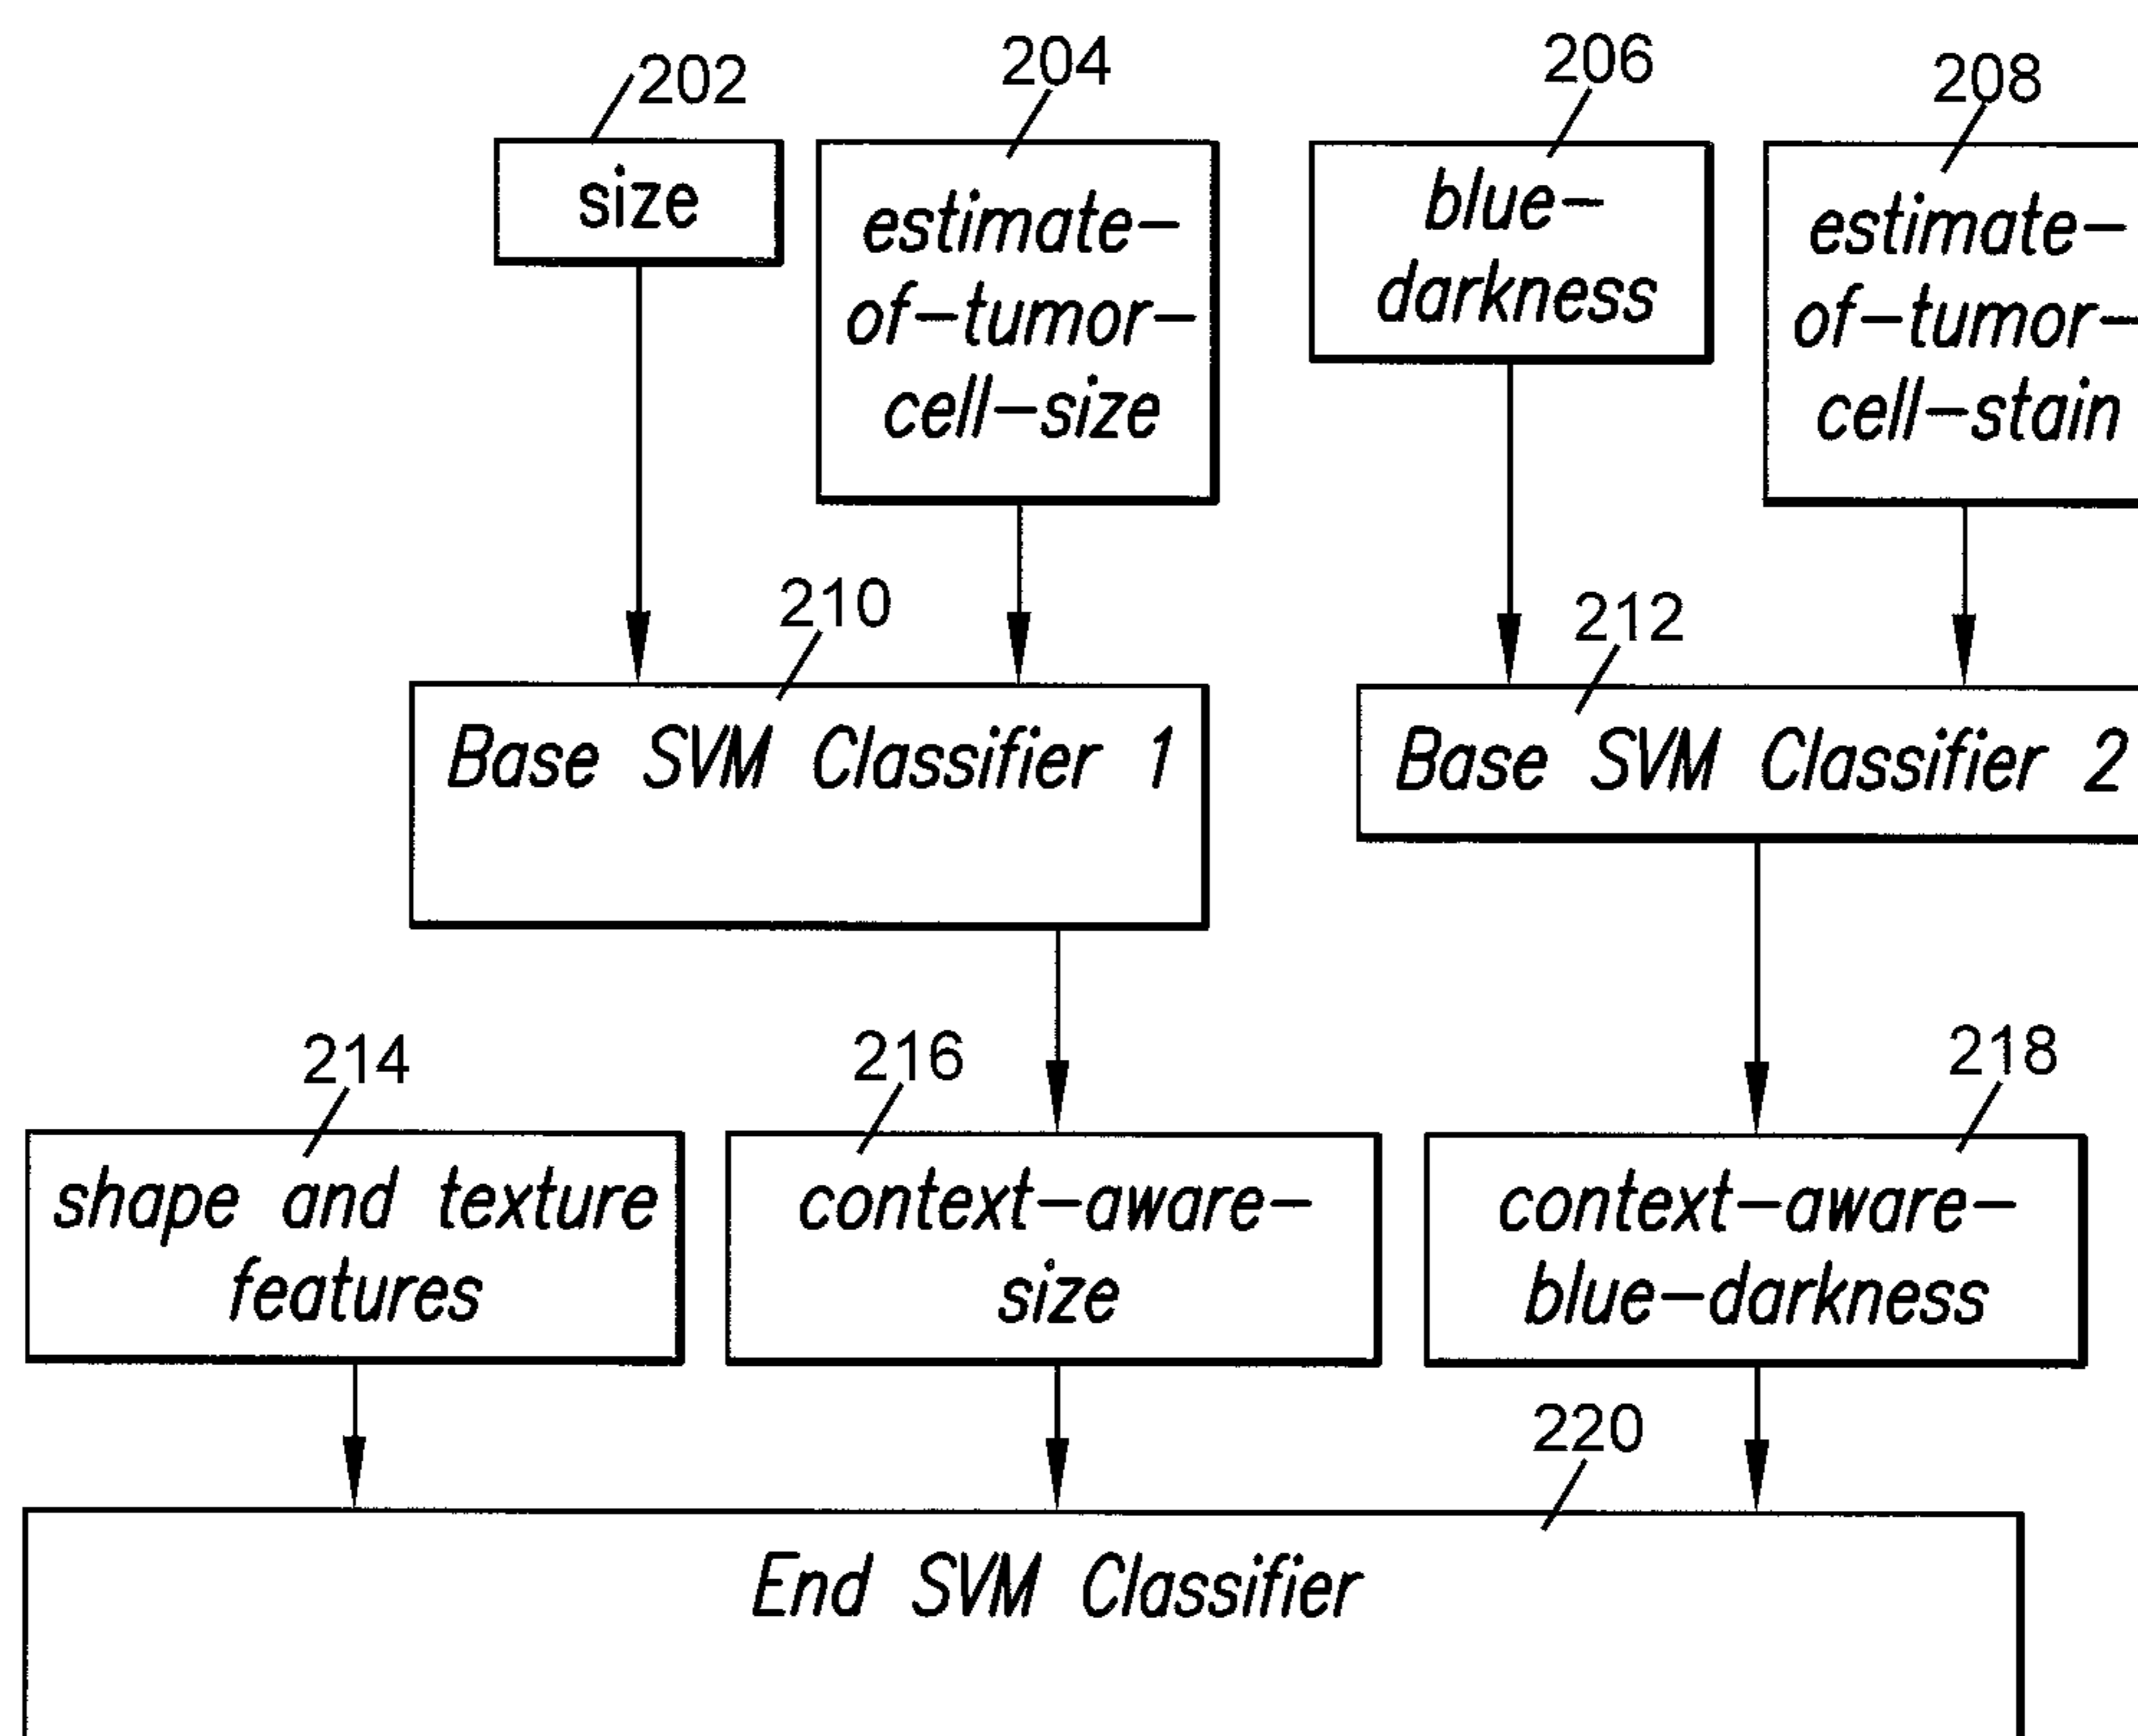 202
204
206
208
size
estimate-
of-tumor-
cell-size
blue-
darkness
estimate-
of-tumor-
cell-stain
210
212
Base SVM Classifier 1
Base SVM Classifier 2
214
216
218
shape and texture
features
context-aware-
size
context-aware-
blue-darkness
220
End SVM Classifier